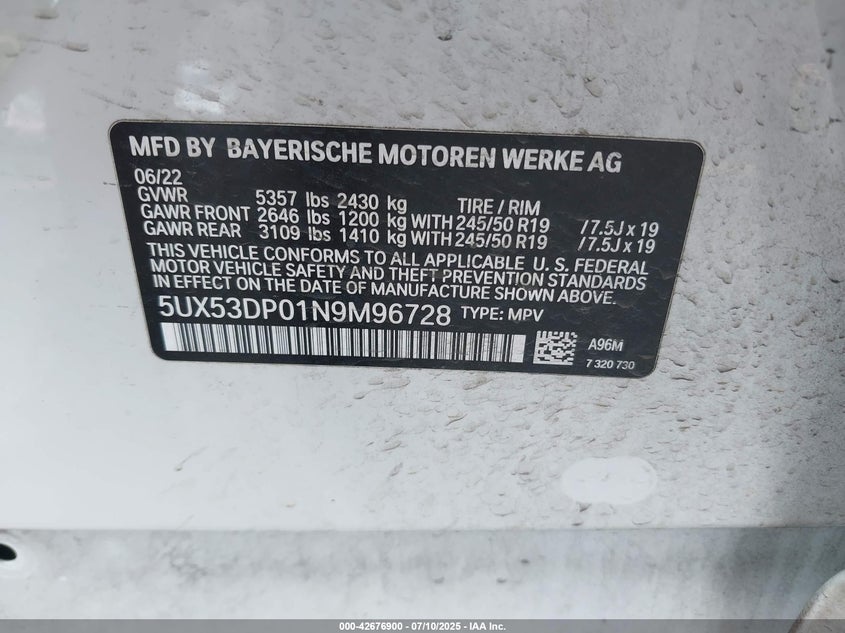 MFD BY BAYERISCHE MOTOREN WERKE AG
06/22
GVWR 5357 lbs 2430 kg TIRE / RIM
GAWR FRONT 2646 lbs 1200 kg WITH 245/50 R19 /7.5J x 19
GAWR REAR 3109 lbs 1410 kg WITH 245/50 R19 /7.5J x 19
THIS VEHICLE CONFORMS TO ALL APPLICABLE U. S. FEDERAL
MOTOR VEHICLE SAFETY AND THEFT PREVENTION STANDARDS
IN EFFECT ON THE DATE OF MANUFACTURE SHOWN ABOVE.
5UX53DP01N9M96728 TYPE: MPV
A96M
7 320 730
000-42676900 - 07/10/2025 - IAA Inc.